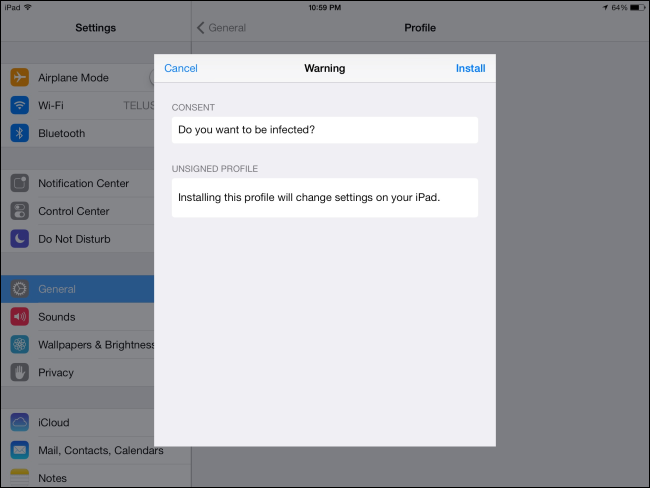 iPad 10:59 PM 64%
Settings General Profile
Cancel Warning Install
Airplane Mode
CONSENT
Wi-Fi TELUS
Do you want to be infected?
Bluetooth
UNSIGNED PROFILE
Notification Center
Installing this profile will change settings on your iPad.
Control Center
Do Not Disturb
General
Sounds
Wallpapers & Brightness
Privacy
iCloud
Mail, Contacts, Calendars
Notes